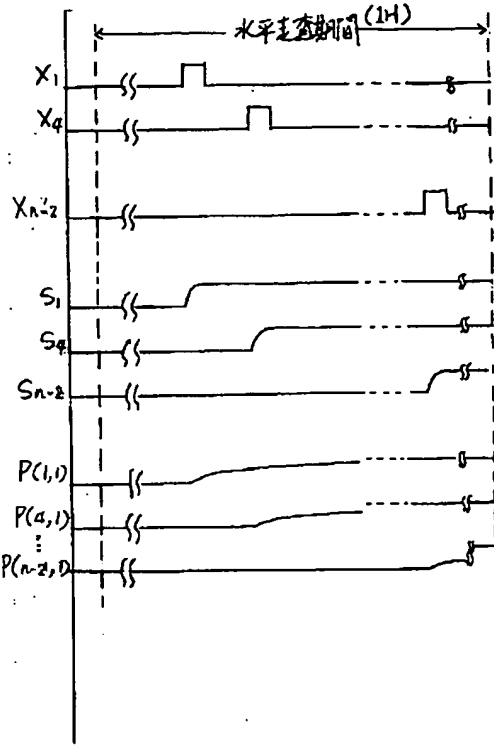 水平走査期间(1H)
X1
X4
Xn-2
S1
S4
Sn-2
P(1,1)
P(4,1)
⋮
P(n-2,1)